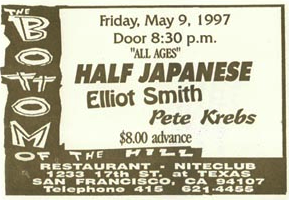 THE
BOTTOM
OF THE HILL
Friday, May 9, 1997
Door 8:30 p.m.
"ALL AGES"
HALF JAPANESE
Elliot Smith
Pete Krebs
$8.00 advance
RESTAURANT - NITECLUB
1233 17th ST. at TEXAS
SAN FRANCISCO, CA 94107
Telephone 415 621-4455